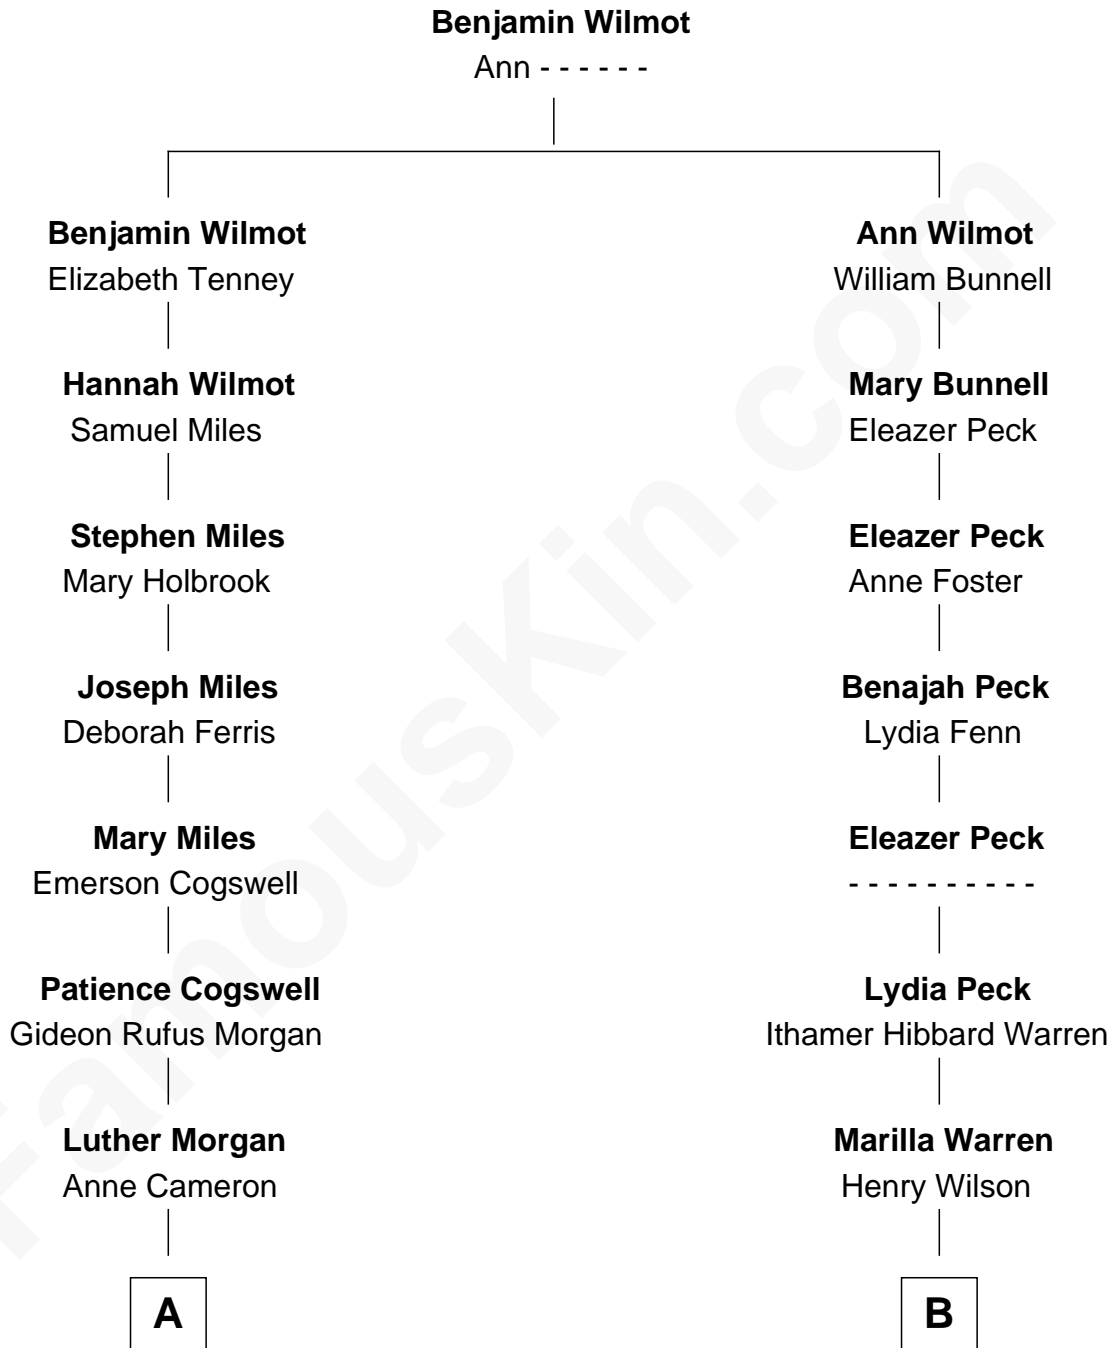 Benjamin Wilmot
Ann - - - - - -
Benjamin Wilmot
Elizabeth Tenney
Ann Wilmot
William Bunnell
Hannah Wilmot
Samuel Miles
Mary Bunnell
Eleazer Peck
Stephen Miles
Mary Holbrook
Eleazer Peck
Anne Foster
Joseph Miles
Deborah Ferris
Benajah Peck
Lydia Fenn
Mary Miles
Emerson Cogswell
Eleazer Peck
- - - - - - - - - -
Patience Cogswell
Gideon Rufus Morgan
Lydia Peck
Ithamer Hibbard Warren
Luther Morgan
Anne Cameron
Marilla Warren
Henry Wilson
A
B
FamousKin.com